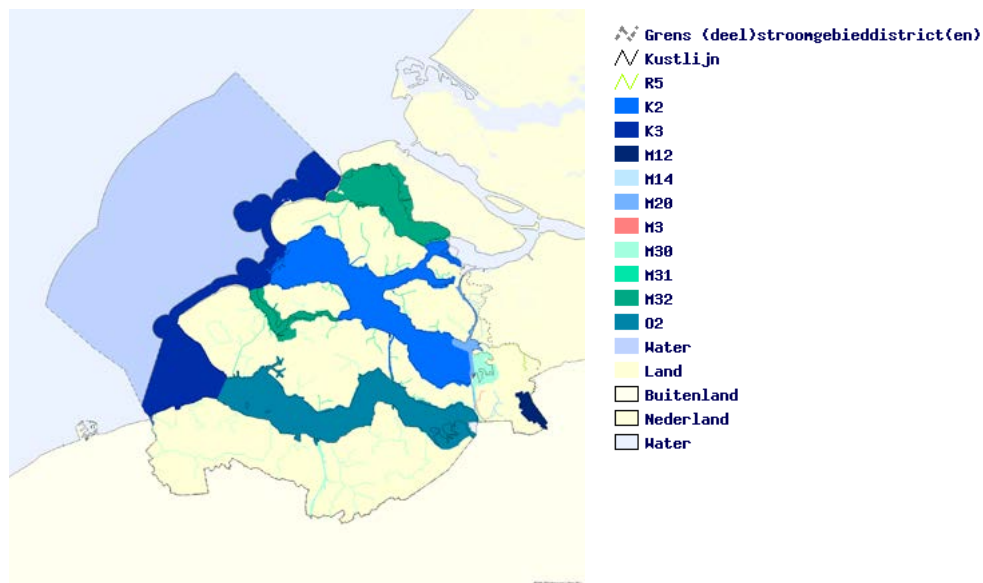 Grens (deel)stroomgebieddistrict(en)
Kustlijn
R5
K2
K3
M12
M14
M20
M3
M30
M31
M32
O2
Water
Land
Buitenland
Nederland
Water